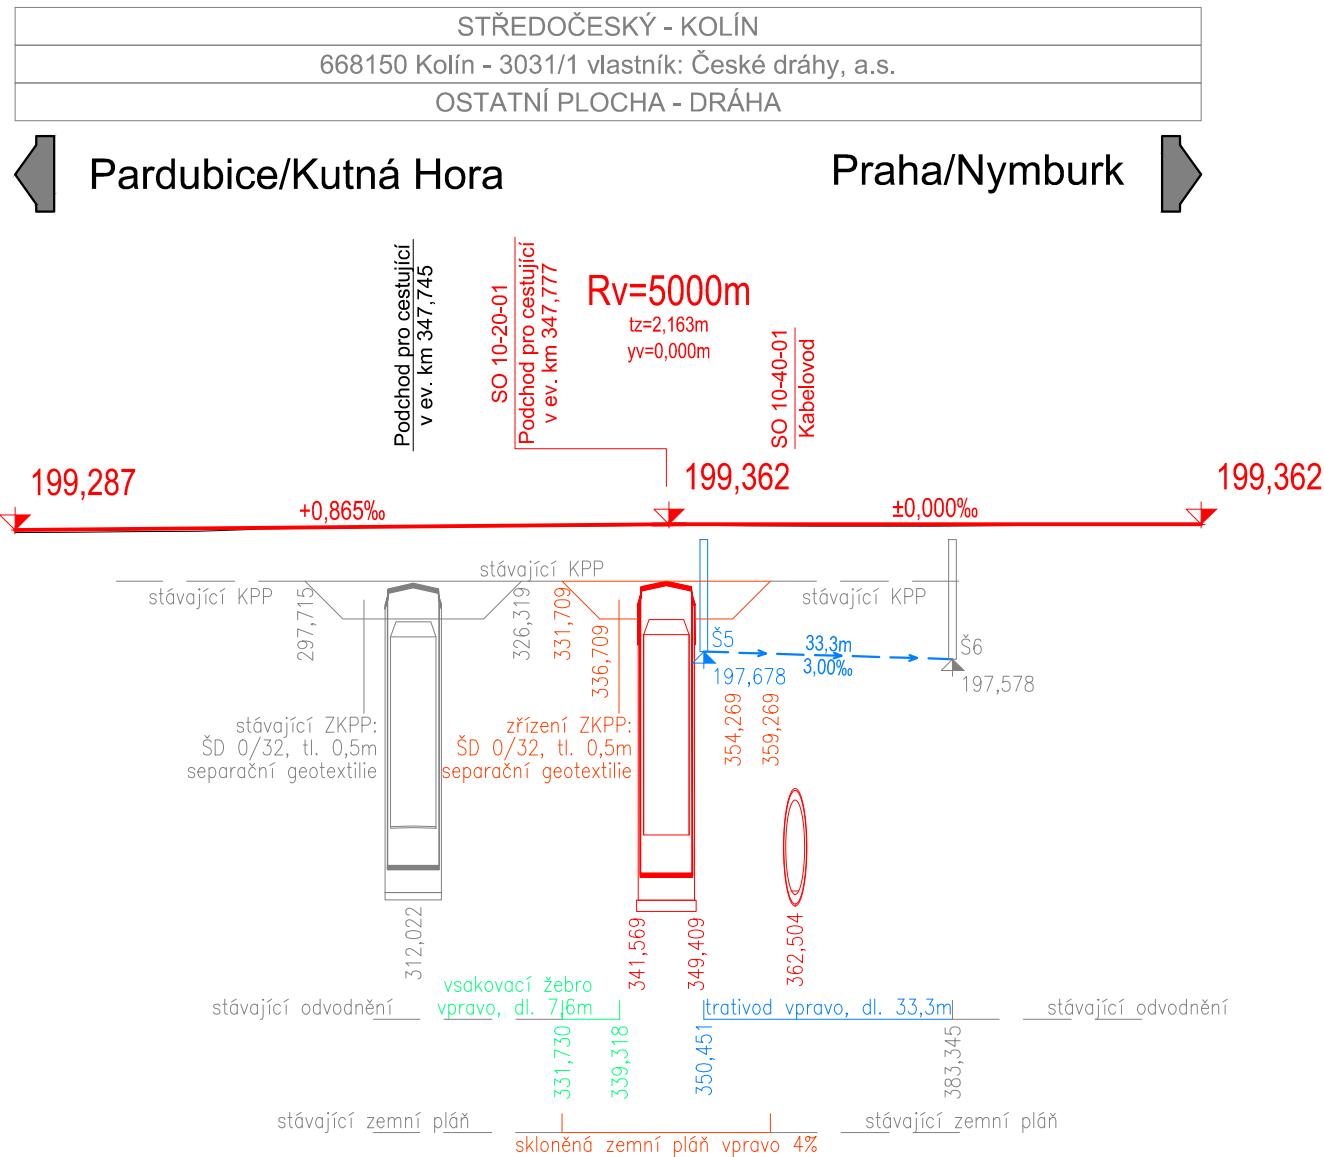 STŘEDOČESKÝ - KOLÍN
668150 Kolín - 3031/1 vlastník: České dráhy, a.s.
OSTATNÍ PLOCHA - DRÁHA
Pardubice/Kutná Hora
Praha/Nymburk
Podchod pro cestující
v ev. km 347,745
SO 10-20-01
Podchod pro cestující
v ev. km 347,777
Rv=5000m
tz=2,163m
yv=0,000m
SO 10-40-01
Kabelovod
199,287
+0,865‰
199,362
±0,000‰
199,362
stávající KPP
stávající KPP
stávající KPP
297,715
326,319
331,709
336,709
Š5
197,678
33,3m
3,00‰
Š6
197,578
354,269
359,269
stávající ZKPP:
ŠD 0/32, tl. 0,5m
separační geotextilie
zřízení ZKPP:
ŠD 0/32, tl. 0,5m
separační geotextilie
312,022
341,569
349,409
362,504
stávající odvodnění
vsakovací žebro
vpravo, dl. 7,6m
trativod vpravo, dl. 33,3m
stávající odvodnění
331,730
339,318
350,451
383,345
stávající zemní pláň
skloněná zemní pláň vpravo 4%
stávající zemní pláň